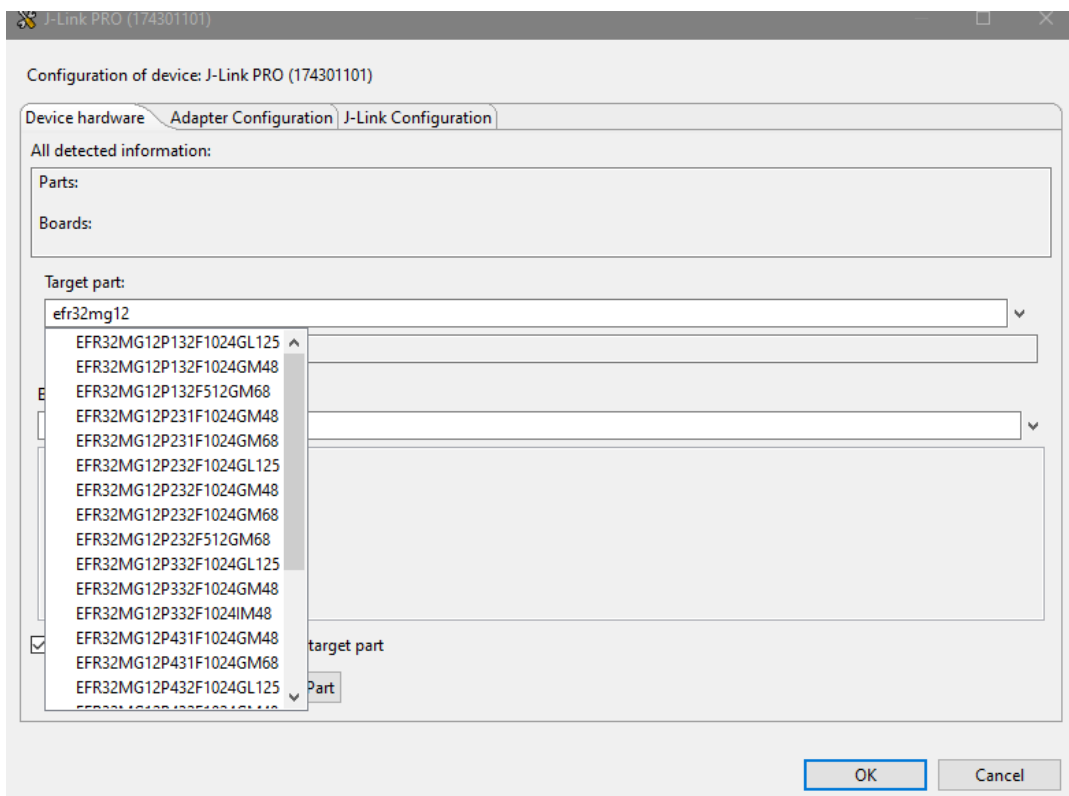 J-Link PRO (174301101)
Configuration of device: J-Link PRO (174301101)
Device hardware Adapter Configuration J-Link Configuration
All detected information:
Parts:
Boards:
Target part:
efr32mg12
EFR32MG12P132F1024GL125
EFR32MG12P132F1024GM48
EFR32MG12P132F512GM68
EFR32MG12P231F1024GM48
EFR32MG12P231F1024GM68
EFR32MG12P232F1024GL125
EFR32MG12P232F1024GM48
EFR32MG12P232F1024GM68
EFR32MG12P232F512GM68
EFR32MG12P332F1024GL125
EFR32MG12P332F1024GM48
EFR32MG12P332F1024IM48
EFR32MG12P431F1024GM48
target part
EFR32MG12P431F1024GM68
EFR32MG12P432F1024GL125
Part
OK Cancel